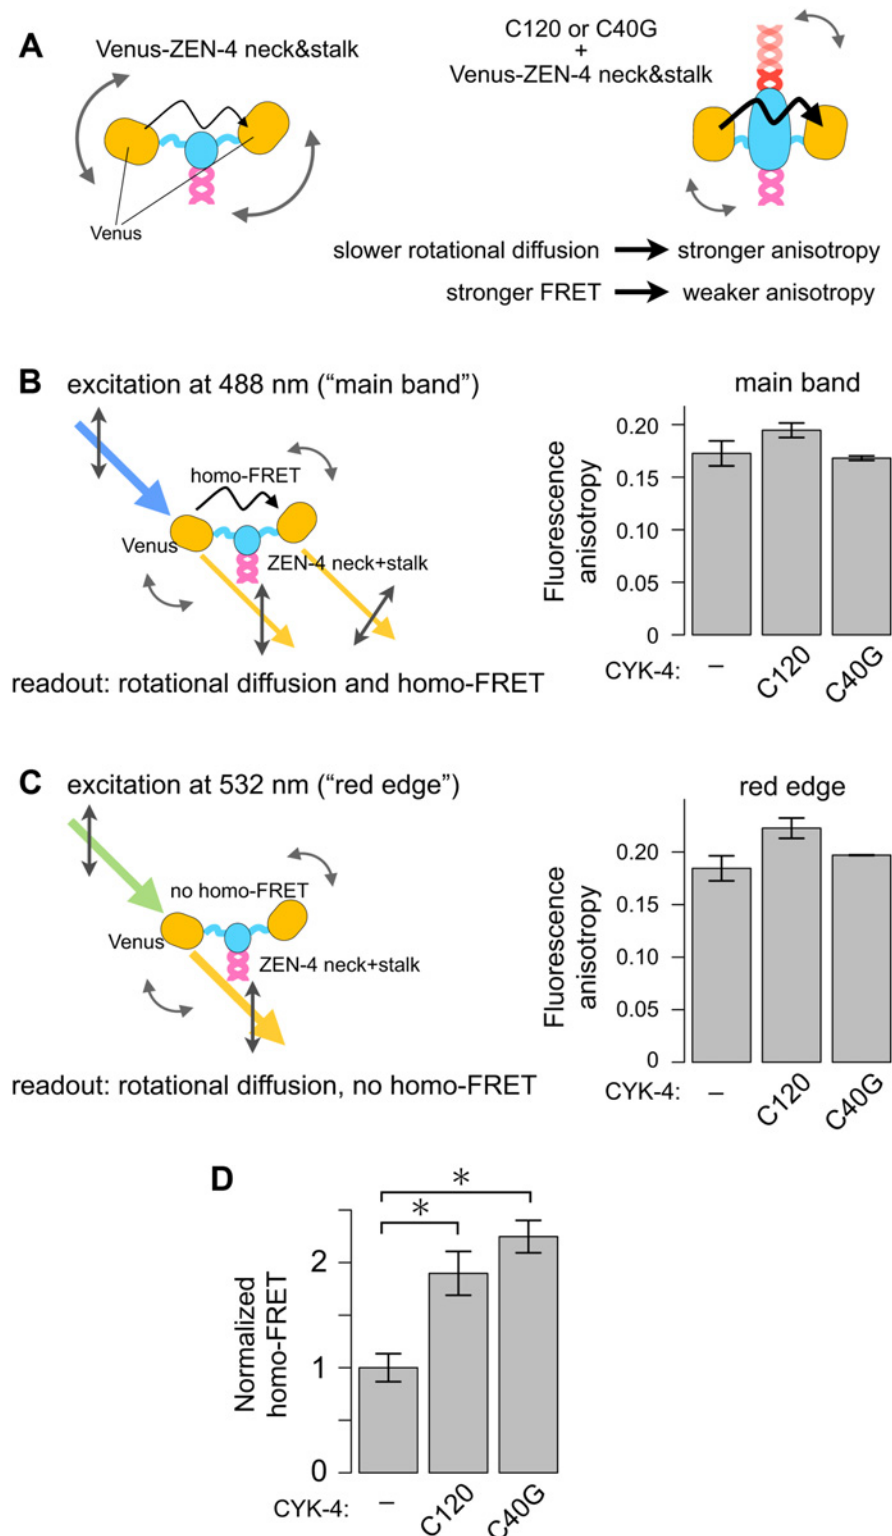 A
Venus-ZEN-4 neck&stalk
Venus
C120 or C40G
+
Venus-ZEN-4 neck&stalk
slower rotational diffusion
stronger anisotropy
stronger FRET
weaker anisotropy
B
excitation at 488 nm (“main band”)
homo-FRET
Venus
ZEN-4 neck+stalk
readout: rotational diffusion and homo-FRET
main band
Fluorescence
anisotropy
0.20
0.15
0.10
0.05
0
CYK-4:
–
C120
C40G
C
excitation at 532 nm (“red edge”)
no homo-FRET
Venus
ZEN-4 neck+stalk
readout: rotational diffusion, no homo-FRET
red edge
Fluorescence
anisotropy
0.20
0.15
0.10
0.05
0
CYK-4:
–
C120
C40G
D
*
*
Normalized
homo-FRET
2
1
0
CYK-4:
–
C120
C40G